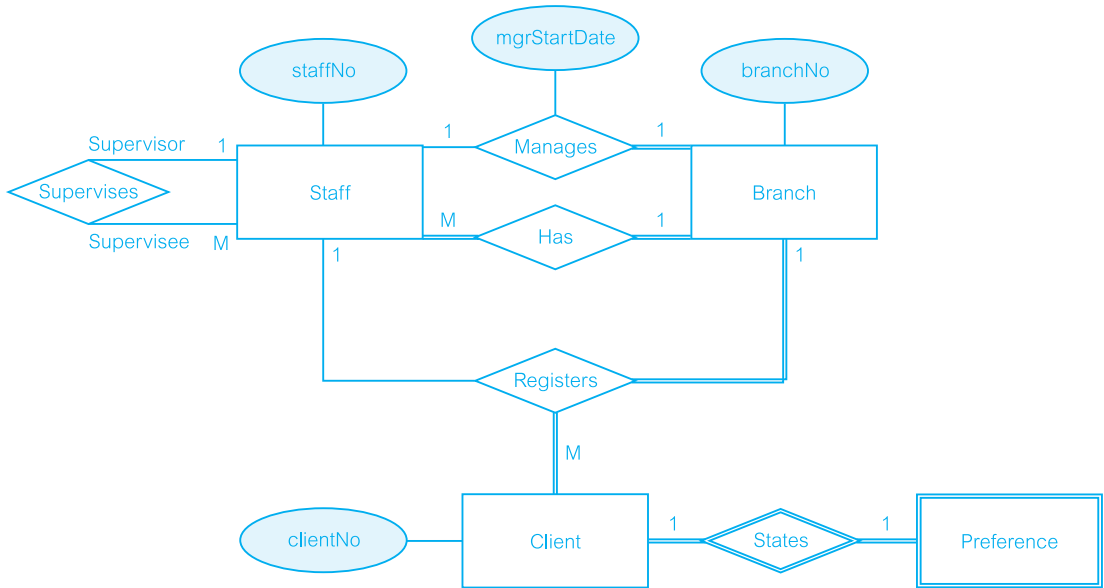 mgrStartDate
staffNo
branchNo
Supervisor
1
1
1
Manages
Supervises
Staff
Branch
M
1
Has
Supervisee
M
1
1
Registers
M
clientNo
Client
1
States
1
Preference